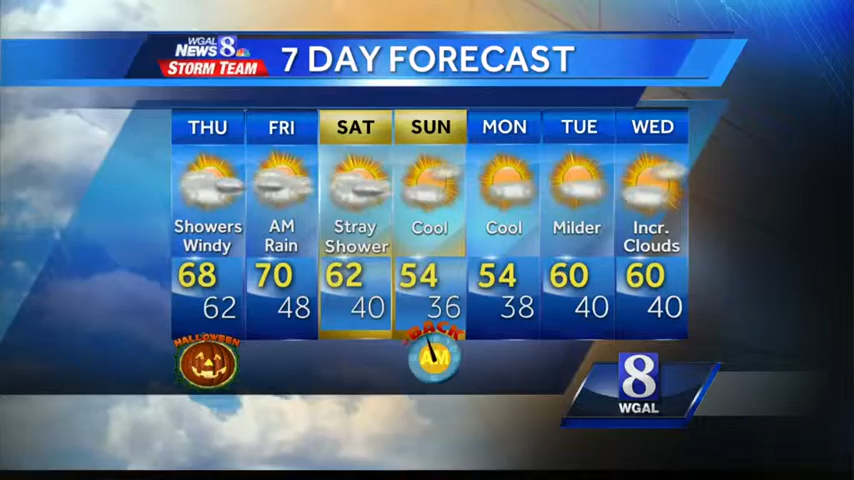 WGAL
NEWS 8
STORM TEAM
7 DAY FORECAST
THU FRI SAT SUN MON TUE WED
Showers Windy
AM Rain
Stray Shower
Cool
Cool
Milder
Incr. Clouds
68 70 62 54 54 60 60
62 48 40 36 38 40 40
HALLOWEEN
BACK
AM
8
WGAL